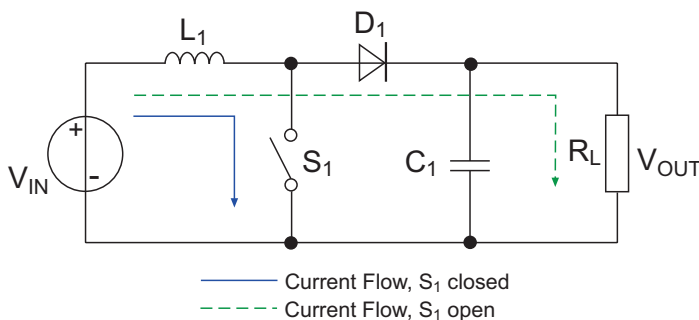 L1
D1
+
-
VIN
S1
C1
RL
VOUT
Current Flow, S1 closed
Current Flow, S1 open